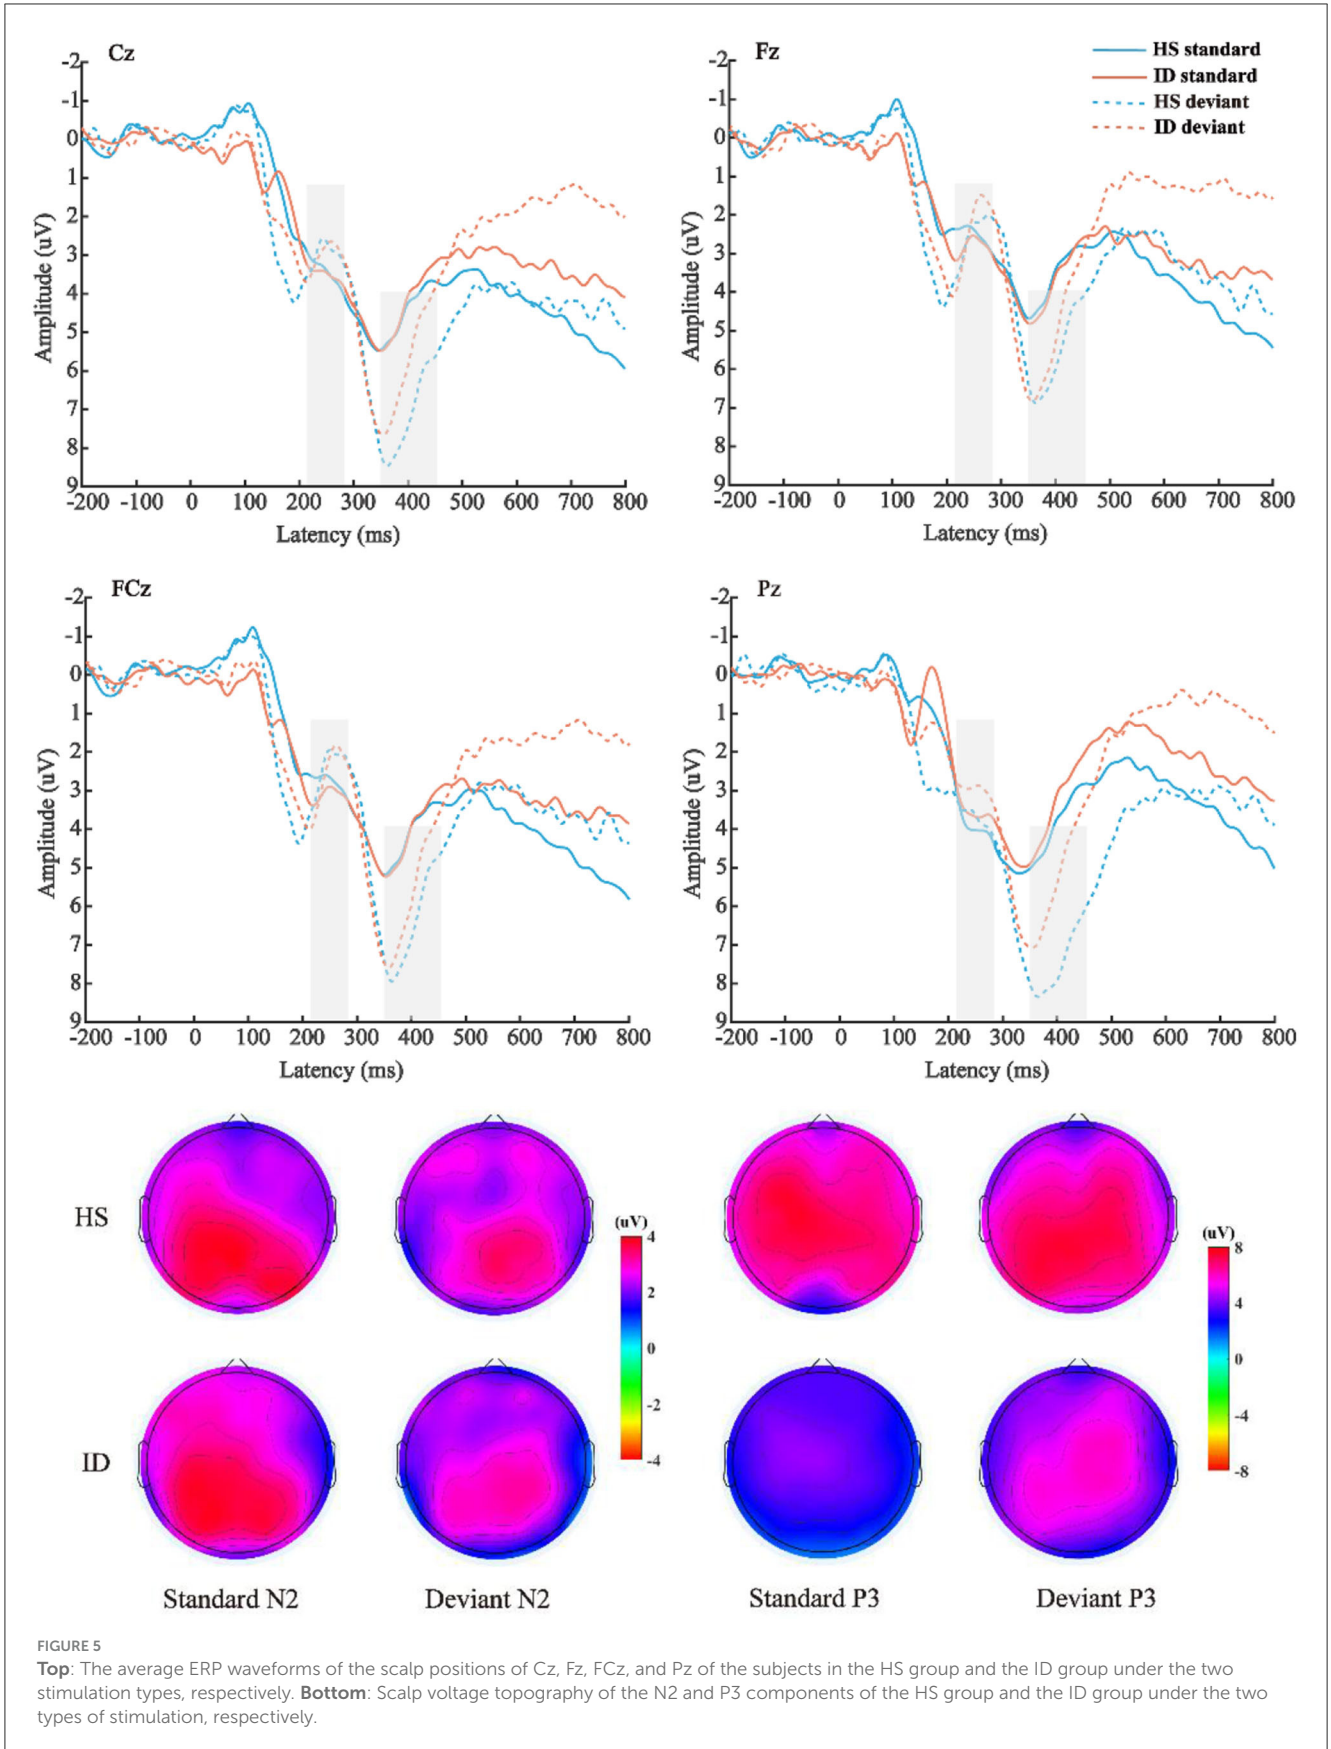 Cz
-2
-1
0
1
2
3
4
5
6
7
8
9
Amplitude (uV)
-200 -100 0 100 200 300 400 500 600 700 800
Latency (ms)
Fz
HS standard
ID standard
HS deviant
ID deviant
-2
-1
0
1
2
3
4
5
6
7
8
9
Amplitude (uV)
-200 -100 0 100 200 300 400 500 600 700 800
Latency (ms)
FCz
-2
-1
0
1
2
3
4
5
6
7
8
9
Amplitude (uV)
-200 -100 0 100 200 300 400 500 600 700 800
Latency (ms)
Pz
-2
-1
0
1
2
3
4
5
6
7
8
9
Amplitude (uV)
-200 -100 0 100 200 300 400 500 600 700 800
Latency (ms)
HS
(uV)
4
2
0
-2
-4
(uV)
8
4
0
-4
-8
ID
Standard N2 Deviant N2 Standard P3 Deviant P3
FIGURE 5
Top: The average ERP waveforms of the scalp positions of Cz, Fz, FCz, and Pz of the subjects in the HS group and the ID group under the two
stimulation types, respectively. Bottom: Scalp voltage topography of the N2 and P3 components of the HS group and the ID group under the two
types of stimulation, respectively.